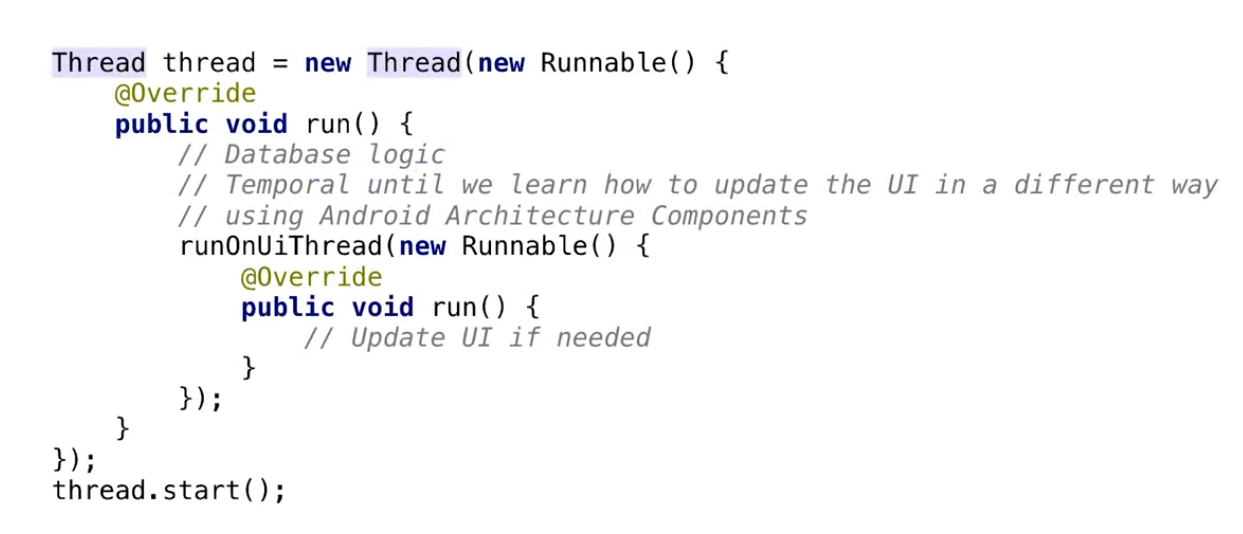 Thread thread = new Thread(new Runnable() {
    @Override
    public void run() {
        // Database logic
        // Temporal until we learn how to update the UI in a different way
        // using Android Architecture Components
        runOnUiThread(new Runnable() {
            @Override
            public void run() {
                // Update UI if needed
            }
        });
    }
});
thread.start();